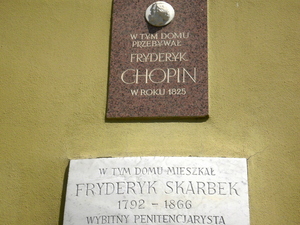 W TYM DOMU
PRZEBYWAŁ
FRYDERYK
CHOPIN
W ROKU 1825
W TYM DOMU MIESZKAŁ
FRYDERYK SKARBEK
1792 – 1866
WYBITNY PENITENCJARYSTA